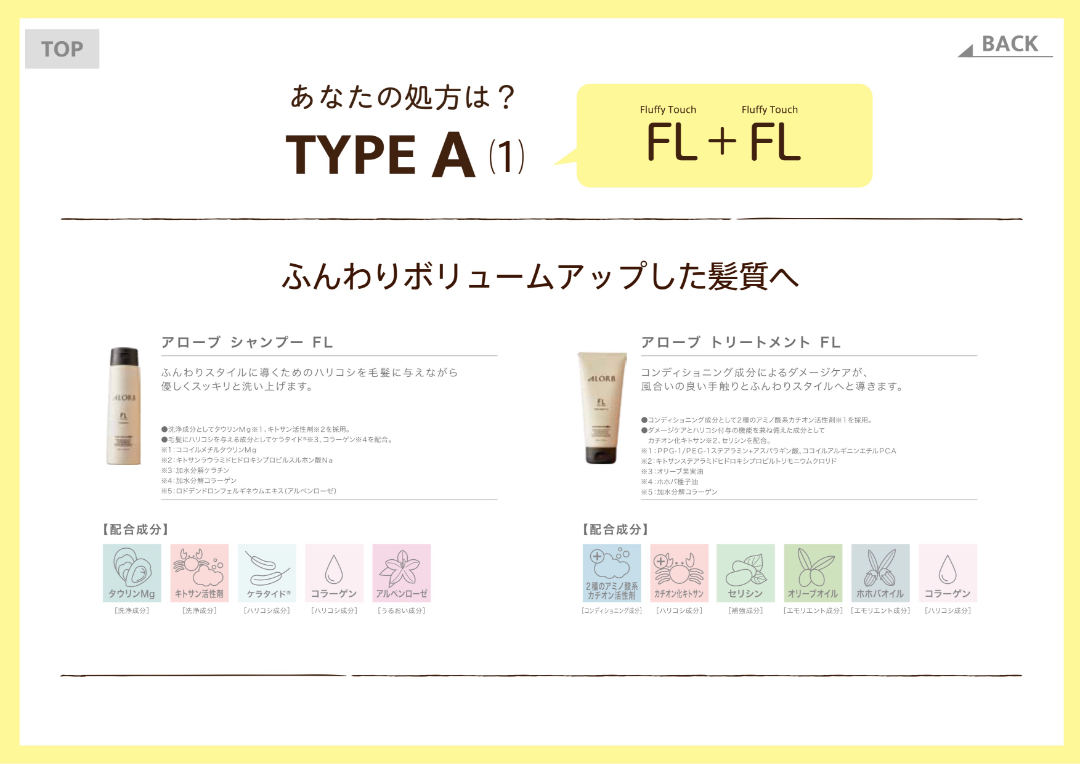 TOP
BACK
あなたの処方は？
TYPE A (1)
Fluffy Touch Fluffy Touch
FL＋FL
ふんわりボリュームアップした髪質へ
アローブ シャンプー FL
ふんわりスタイルに導くためのハリコシを毛髪に与えながら
優しくスッキリと洗い上げます。
●洗浄成分としてタウリンMg※1、キトサン活性剤※2を採用。
●毛髪にハリコシを与える成分としてケラタイド®※3、コラーゲン※4を配合。
※1：ココイルメチルタウリンMg
※2：キトサンラウラミドヒドロキシプロピルスルホン酸Na
※3：加水分解ケラチン
※4：加水分解コラーゲン
※5：ロドデンドロンフェルギネウムエキス（アルペンローゼ）
ALORB
FL
【配合成分】
タウリンMg
キトサン活性剤
ケラタイド®
コラーゲン
アルペンローゼ
［洗浄成分］
［洗浄成分］
［ハリコシ成分］
［ハリコシ成分］
［うるおい成分］
アローブ トリートメント FL
コンディショニング成分によるダメージケアが、
風合いの良い手触りとふんわりスタイルへと導きます。
●コンディショニング成分として2種のアミノ酸系カチオン活性剤※1を採用。
●ダメージケアとハリコシ付与の機能を兼ね備えた成分として
カチオン化キトサン※2、セリシンを配合。
※1：PPG-1/PEG-1ステアラミン+アスパラギン酸、ココイルアルギニンエチルPCA
※2：キトサンステアラミドヒドロキシプロピルトリモニウムクロリド
※3：オリーブ果実油
※4：ホホバ種子油
※5：加水分解コラーゲン
ALORB
FL
【配合成分】
2種のアミノ酸系
カチオン活性剤
カチオン化キトサン
セリシン
オリーブオイル
ホホバオイル
コラーゲン
［コンディショニング成分］
［ハリコシ成分］
［補強成分］
［エモリエント成分］
［エモリエント成分］
［ハリコシ成分］